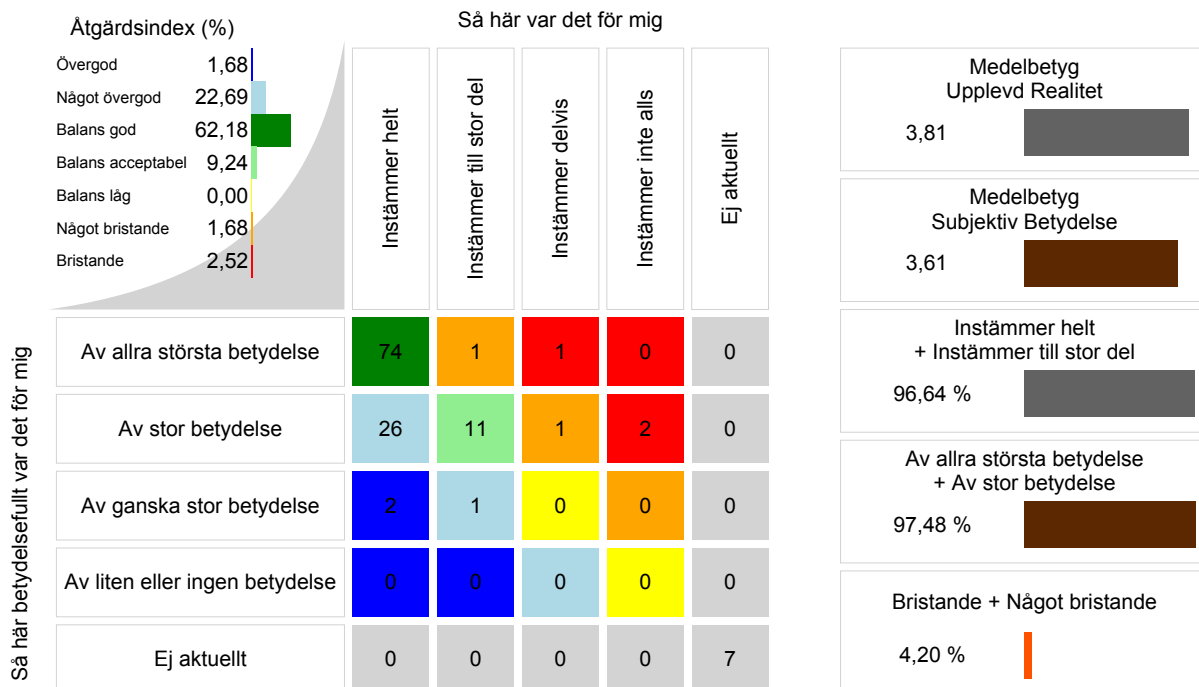 Åtgärdsindex (%)
Övergod 1,68
Något övergod 22,69
Balans god 62,18
Balans acceptabel 9,24
Balans låg 0,00
Något bristande 1,68
Bristande 2,52
Så här var det för mig
Instämmer helt
Instämmer till stor del
Instämmer delvis
Instämmer inte alls
Ej aktuellt
Så här betydelsefullt var det för mig
Av allra största betydelse 74 1 1 0 0
Av stor betydelse 26 11 1 2 0
Av ganska stor betydelse 2 1 0 0 0
Av liten eller ingen betydelse 0 0 0 0 0
Ej aktuellt 0 0 0 0 7
Medelbetyg
Upplevd Realitet
3,81
Medelbetyg
Subjektiv Betydelse
3,61
Instämmer helt
+ Instämmer till stor del
96,64 %
Av allra största betydelse
+ Av stor betydelse
97,48 %
Bristande + Något bristande
4,20 %